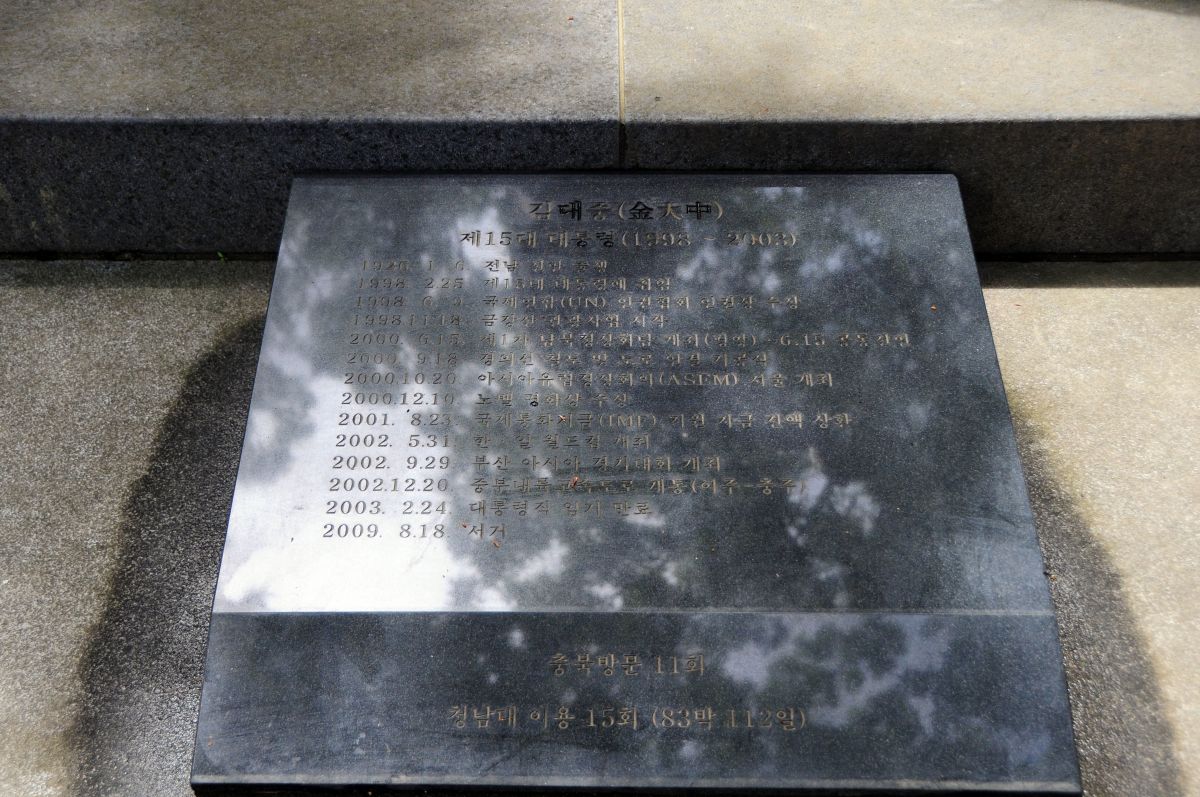 김대중(金大中)
제15대 대통령(1998 - 2003)
1926. 1. 6. 전남 신안 출생
1998. 2.25. 제15대 대통령에 취임
1998. 6. 9. 국제연합(UN) 인권협회 인권상 수상
1998.11.18. 금강산 관광사업 시작
2000. 6.15. 제1차 남북정상회담 개최(평양) - 6.15 공동선언
2000. 9.18. 경의선 철도 및 도로 연결 기공식
2000.10.20. 아시아유럽정상회의(ASEM) 서울 개최
2000.12.10. 노벨 평화상 수상
2001. 8.23. 국제통화기금(IMF) 지원 자금 전액 상환
2002. 5.31. 한·일 월드컵 개최
2002. 9.29. 부산 아시아 경기대회 개최
2002.12.20. 중부내륙고속도로 개통(여주-충주)
2003. 2.24. 대통령직 임기 만료
2009. 8.18. 서거
충북방문 11회
청남대 이용 15회 (83박 112일)